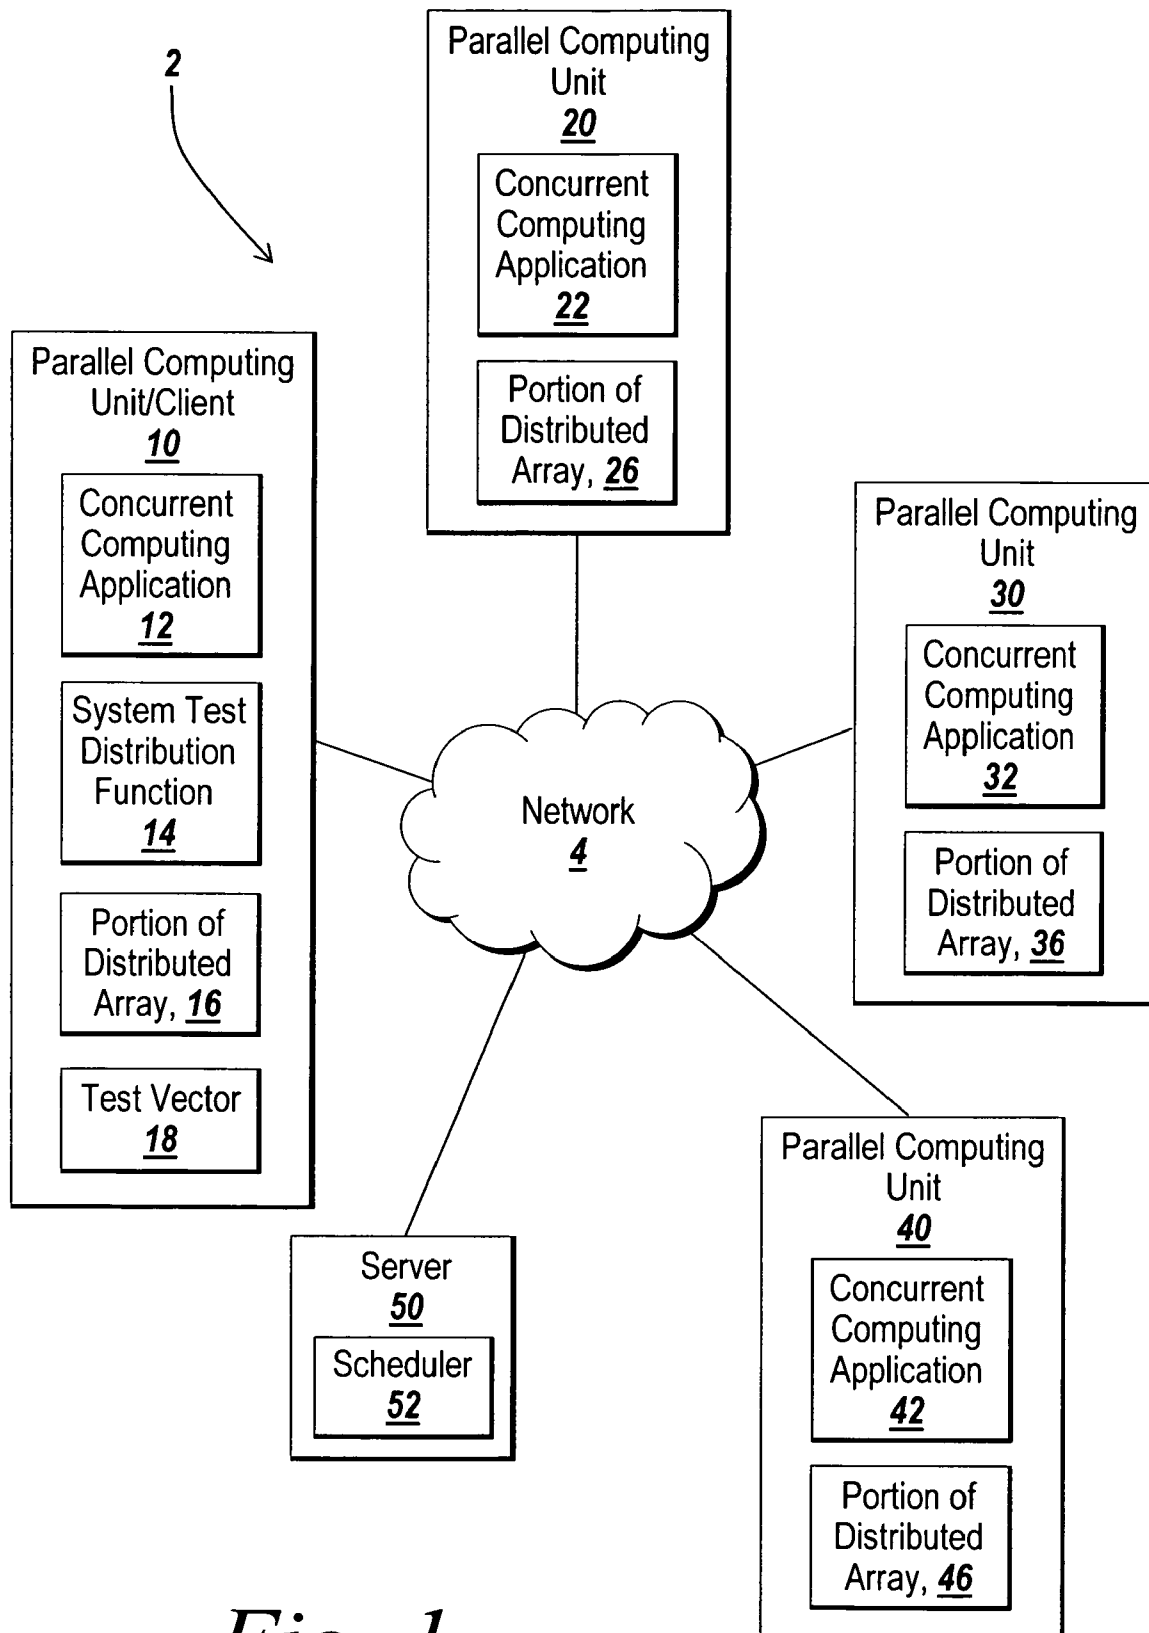 2
Parallel Computing
Unit
20
Concurrent
Computing
Application
22
Portion of
Distributed
Array, 26
Parallel Computing
Unit/Client
10
Concurrent
Computing
Application
12
System Test
Distribution
Function
14
Portion of
Distributed
Array, 16
Test Vector
18
Parallel Computing
Unit
30
Concurrent
Computing
Application
32
Portion of
Distributed
Array, 36
Network
4
Server
50
Scheduler
52
Parallel Computing
Unit
40
Concurrent
Computing
Application
42
Portion of
Distributed
Array, 46
Fig. 1